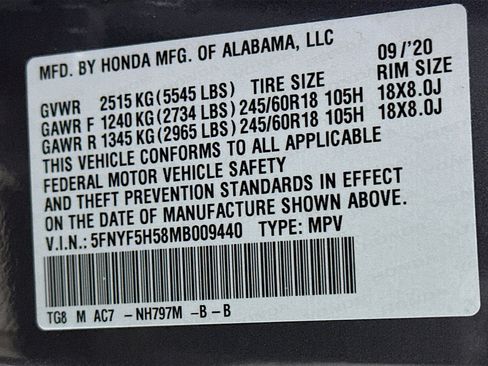 MFD. BY HONDA MFG. OF ALABAMA, LLC 09/'20
GVWR 2515 KG (5545 LBS) TIRE SIZE RIM SIZE
GAWR F 1240 KG (2734 LBS) 245/60R18 105H 18X8.0J
GAWR R 1345 KG (2965 LBS) 245/60R18 105H 18X8.0J
THIS VEHICLE CONFORMS TO ALL APPLICABLE
FEDERAL MOTOR VEHICLE SAFETY
AND THEFT PREVENTION STANDARDS IN EFFECT
ON THE DATE OF MANUFACTURE SHOWN ABOVE.
V.I.N.: 5FNYF5H58MB009440 TYPE: MPV
TG8 M AC7 - NH797M -B - B